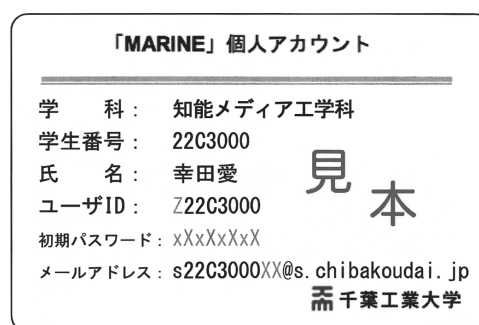 「MARINE」個人アカウント
学　　科： 知能メディア工学科
学生番号： 22C3000
氏　　名： 幸田愛
ユーザID： Z22C3000
初期パスワード： xXxXxXxX
メールアドレス： s22C3000XX@s.chibakoudai.jp
見本
千葉工業大学